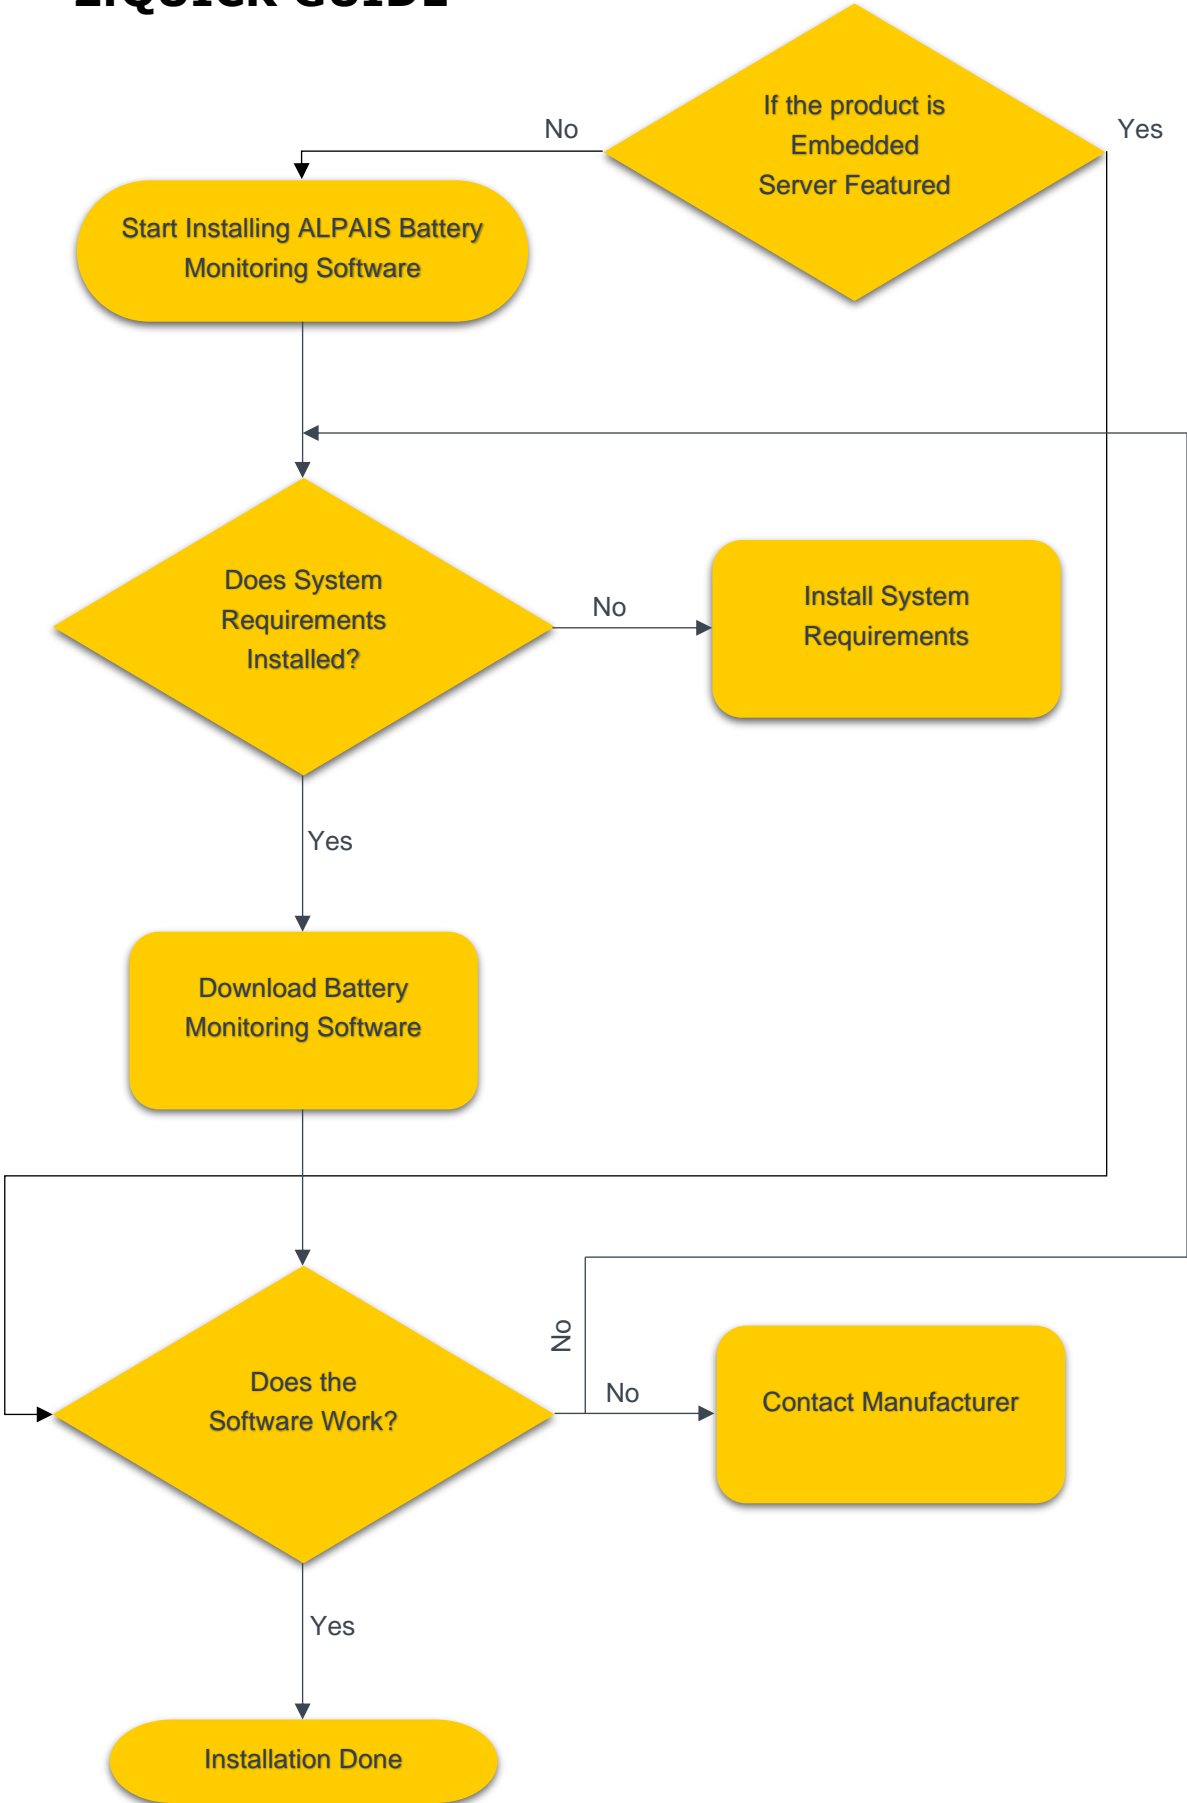 QUICK GUIDE
If the product is
Embedded
Server Featured
No
Yes
Start Installing ALPAIS Battery
Monitoring Software
Does System
Requirements
Installed?
No
Install System
Requirements
Yes
Download Battery
Monitoring Software
No
Does the
Software Work?
No
Contact Manufacturer
Yes
Installation Done